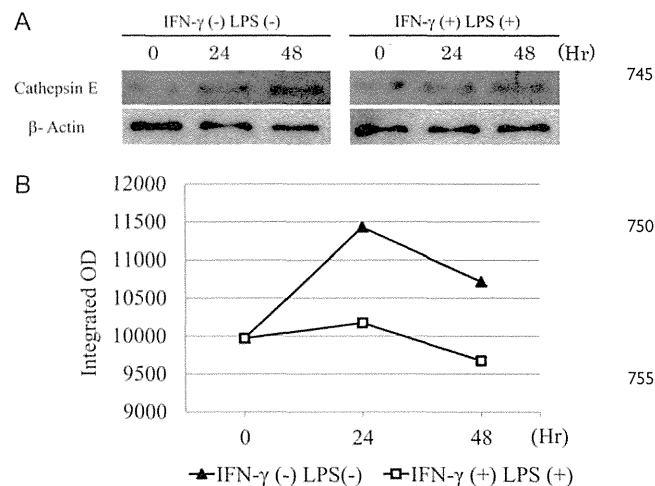 A
IFN-γ (-) LPS (-)
IFN-γ (+) LPS (+)
0 24 48 0 24 48 (Hr)
745
Cathepsin E
β- Actin
B
12000
11500
11000
10500
10000
9500
9000
Integrated OD
750
755
0 24 48 (Hr)
IFN-γ (-) LPS(-) IFN-γ (+) LPS (+)